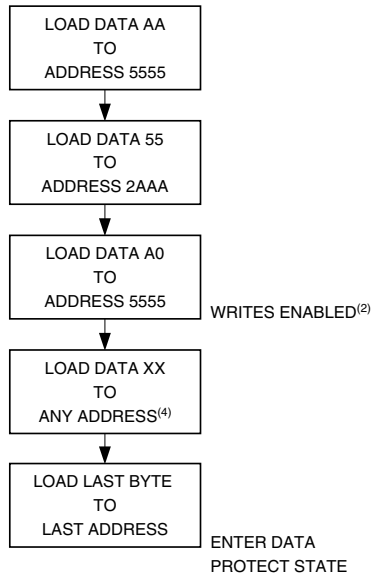 LOAD DATA AA
TO
ADDRESS 5555
LOAD DATA 55
TO
ADDRESS 2AAA
LOAD DATA A0
TO
ADDRESS 5555
WRITES ENABLED(2)
LOAD DATA XX
TO
ANY ADDRESS(4)
LOAD LAST BYTE
TO
LAST ADDRESS
ENTER DATA
PROTECT STATE